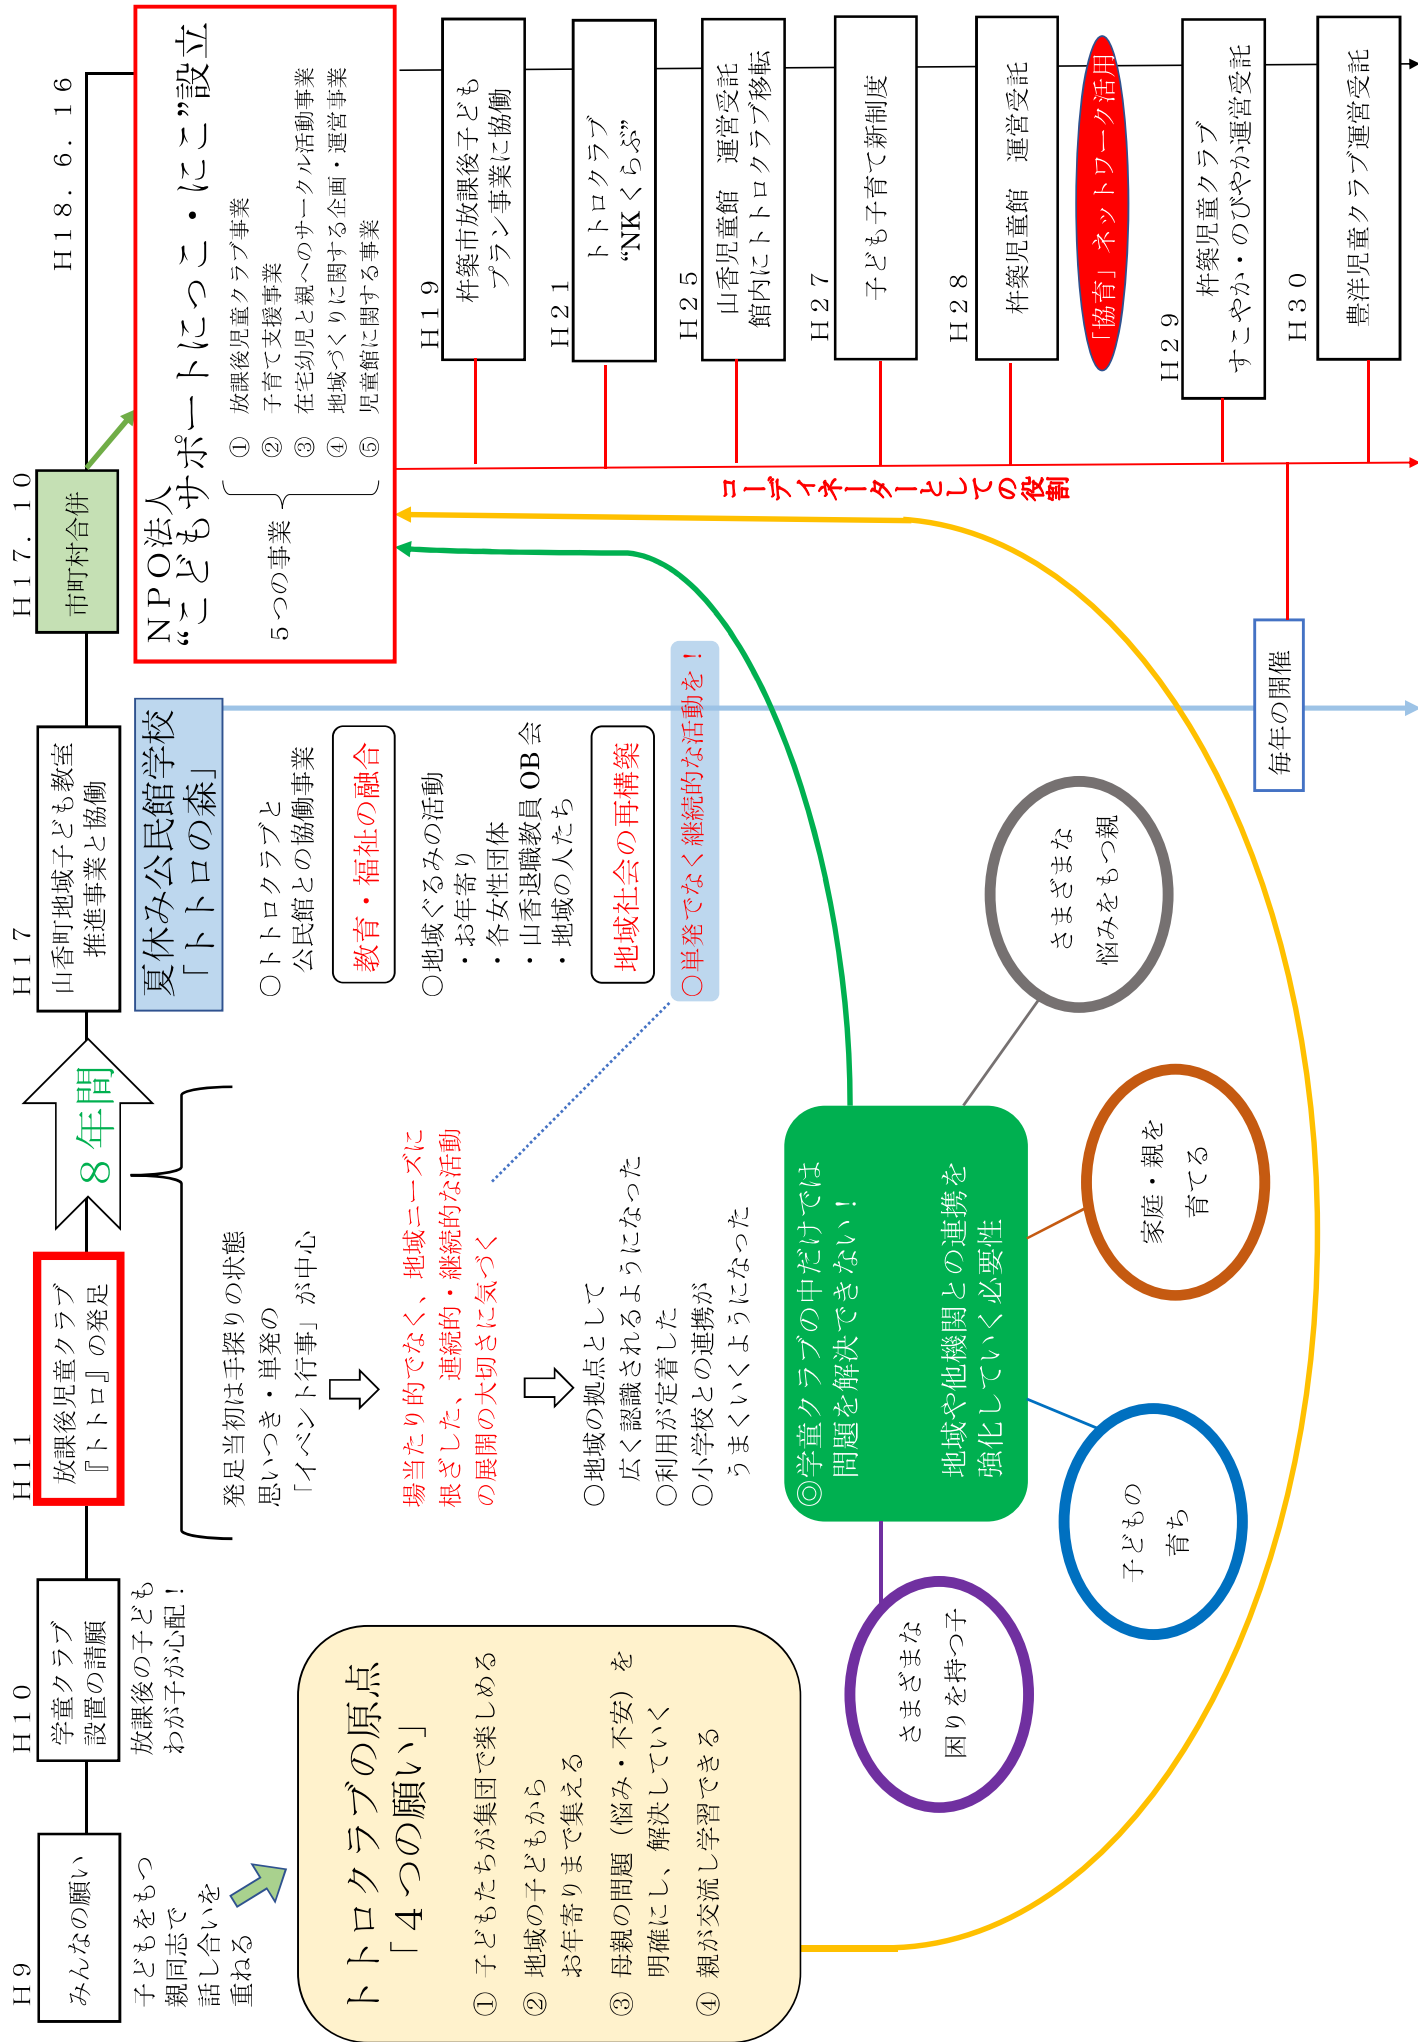 H9
みんなの願い
子どもをもつ
親同志で
話し合いを
重ねる
H10
学童クラブ
設置の請願
放課後の子ども
わが子が心配！
H11
放課後児童クラブ
『トトロ』の発足
8年間
H17
山香町地域子ども教室
推進事業と協働
H17．10
市町村合併
H18．6．16
トトロクラブの原点
「4つの願い」
① 子どもたちが集団で楽しめる
② 地域の子どもから
お年寄りまで集える
③ 母親の問題（悩み・不安）を
明確にし、解決していく
④ 親が交流し学習できる
発足当初は手探りの状態
思いつき・単発の
「イベント行事」が中心
場当たり的でなく、地域ニーズに
根ざした、連続的・継続的な活動
の展開の大切さに気づく
○地域の拠点として
広く認識されるようになった
○利用が定着した
○小学校との連携が
うまくいくようになった
夏休み公民館学校
「トトロの森」
○トトロクラブと
公民館との協働事業
教育・福祉の融合
○地域ぐるみの活動
・お年寄り
・各女性団体
・山香退職教員OB会
・地域の人たち
地域社会の再構築
○単発でなく継続的な活動を！
NPO法人
“こどもサポートにっこ・にこ”設立
5つの事業
① 放課後児童クラブ事業
② 子育て支援事業
③ 在宅幼児と親へのサークル活動事業
④ 地域づくりに関する企画・運営事業
⑤ 児童館に関する事業
コーディネーターとしての役割
H19
杵築市放課後子ども
プラン事業に協働
H21
トトロクラブ
“NKくらぶ”
H25
山香児童館　運営受託
館内にトトロクラブ移転
H27
子ども子育て新制度
H28
杵築児童館　運営受託
「協育」ネットワーク活用
H29
杵築児童クラブ
すこやか・のびやか運営受託
H30
豊洋児童クラブ運営受託
毎年の開催
◎学童クラブの中だけでは
問題を解決できない！
地域や他機関との連携を
強化していく必要性
さまざまな
困りを持つ子
子どもの
育ち
家庭・親を
育てる
さまざまな
悩みをもつ親